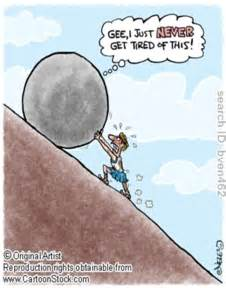 GEE, I JUST NEVER
GET TIRED OF THIS!
search ID: bven462
© Original Artist
Reproduction rights obtainable from
www.CartoonStock.com